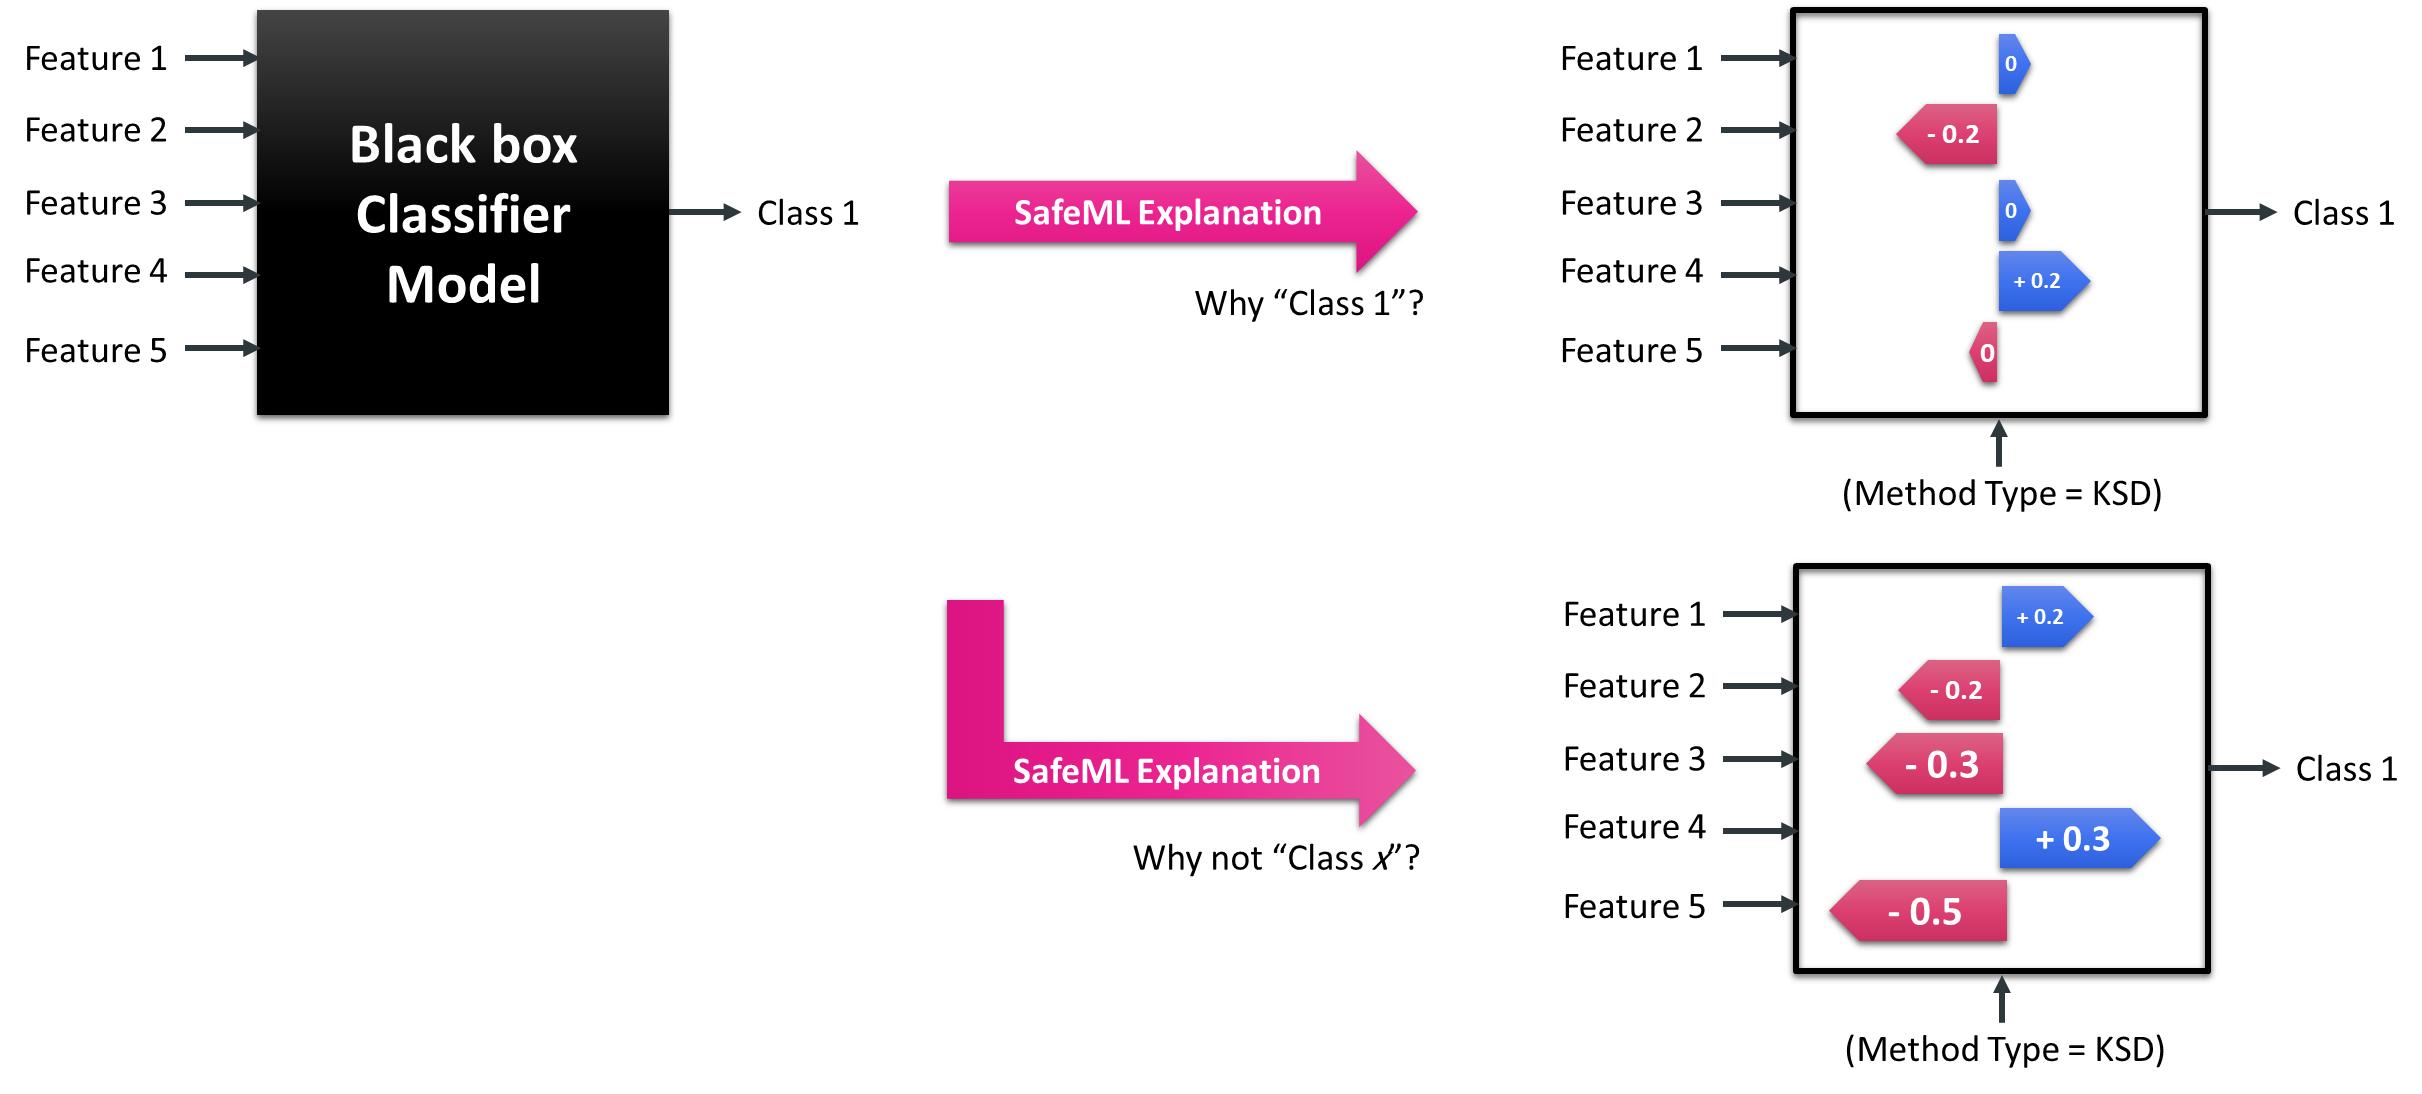 Feature 1
Feature 2
Feature 3
Feature 4
Feature 5
Black box
Classifier
Model
Class 1
SafeML Explanation
Why “Class 1”?
Feature 1
Feature 2
Feature 3
Feature 4
Feature 5
0
- 0.2
0
+ 0.2
0
Class 1
(Method Type = KSD)
SafeML Explanation
Why not “Class x”?
Feature 1
Feature 2
Feature 3
Feature 4
Feature 5
+ 0.2
- 0.2
- 0.3
+ 0.3
- 0.5
Class 1
(Method Type = KSD)